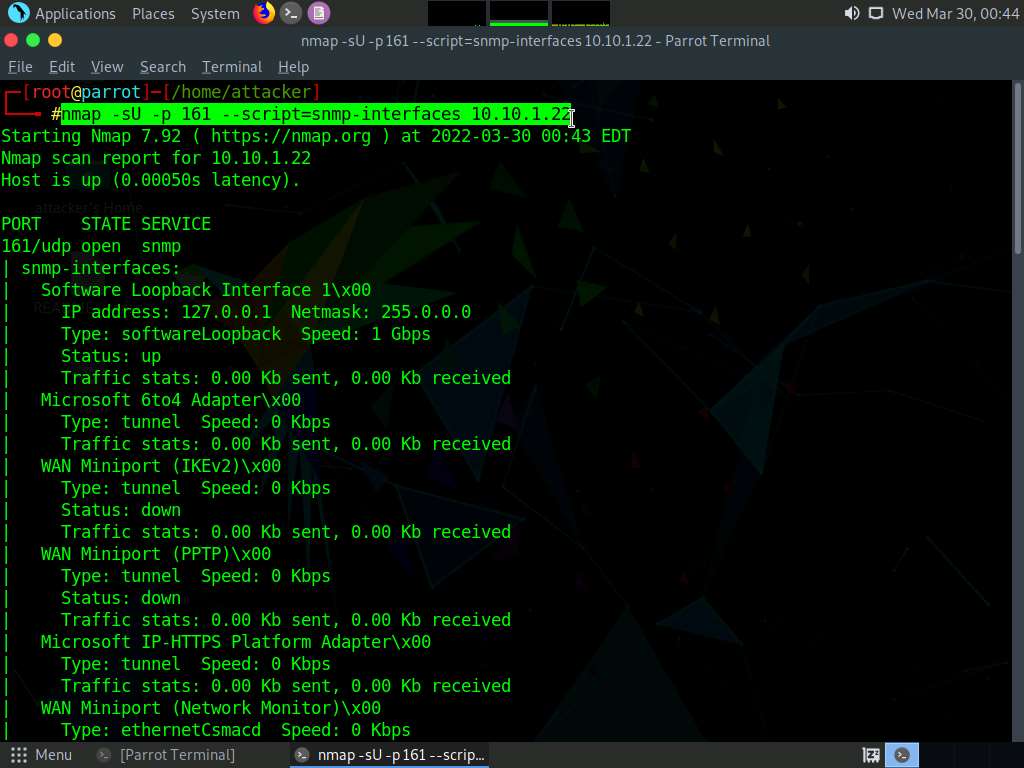 Applications Places System Wed Mar 30, 00:44
nmap -sU -p 161 --script=snmp-interfaces 10.10.1.22 - Parrot Terminal
File Edit View Search Terminal Help
[root@parrot]─[/home/attacker]
#nmap -sU -p 161 --script=snmp-interfaces 10.10.1.22
Starting Nmap 7.92 ( https://nmap.org ) at 2022-03-30 00:43 EDT
Nmap scan report for 10.10.1.22
Host is up (0.00050s latency).
attacker's Home
PORT    STATE SERVICE
161/udp open  snmp
| snmp-interfaces:
|   Software Loopback Interface 1\x00
|     IP address: 127.0.0.1  Netmask: 255.0.0.0
|     Type: softwareLoopback  Speed: 1 Gbps
|     Status: up
|     Traffic stats: 0.00 Kb sent, 0.00 Kb received
|   Microsoft 6to4 Adapter\x00
|     Type: tunnel  Speed: 0 Kbps
|     Traffic stats: 0.00 Kb sent, 0.00 Kb received
|   WAN Miniport (IKEv2)\x00
|     Type: tunnel  Speed: 0 Kbps
|     Status: down
|     Traffic stats: 0.00 Kb sent, 0.00 Kb received
|   WAN Miniport (PPTP)\x00
|     Type: tunnel  Speed: 0 Kbps
|     Status: down
|     Traffic stats: 0.00 Kb sent, 0.00 Kb received
|   Microsoft IP-HTTPS Platform Adapter\x00
|     Type: tunnel  Speed: 0 Kbps
|     Traffic stats: 0.00 Kb sent, 0.00 Kb received
|   WAN Miniport (Network Monitor)\x00
|     Type: ethernetCsmacd  Speed: 0 Kbps
Menu [Parrot Terminal] nmap -sU -p 161 --scrip...